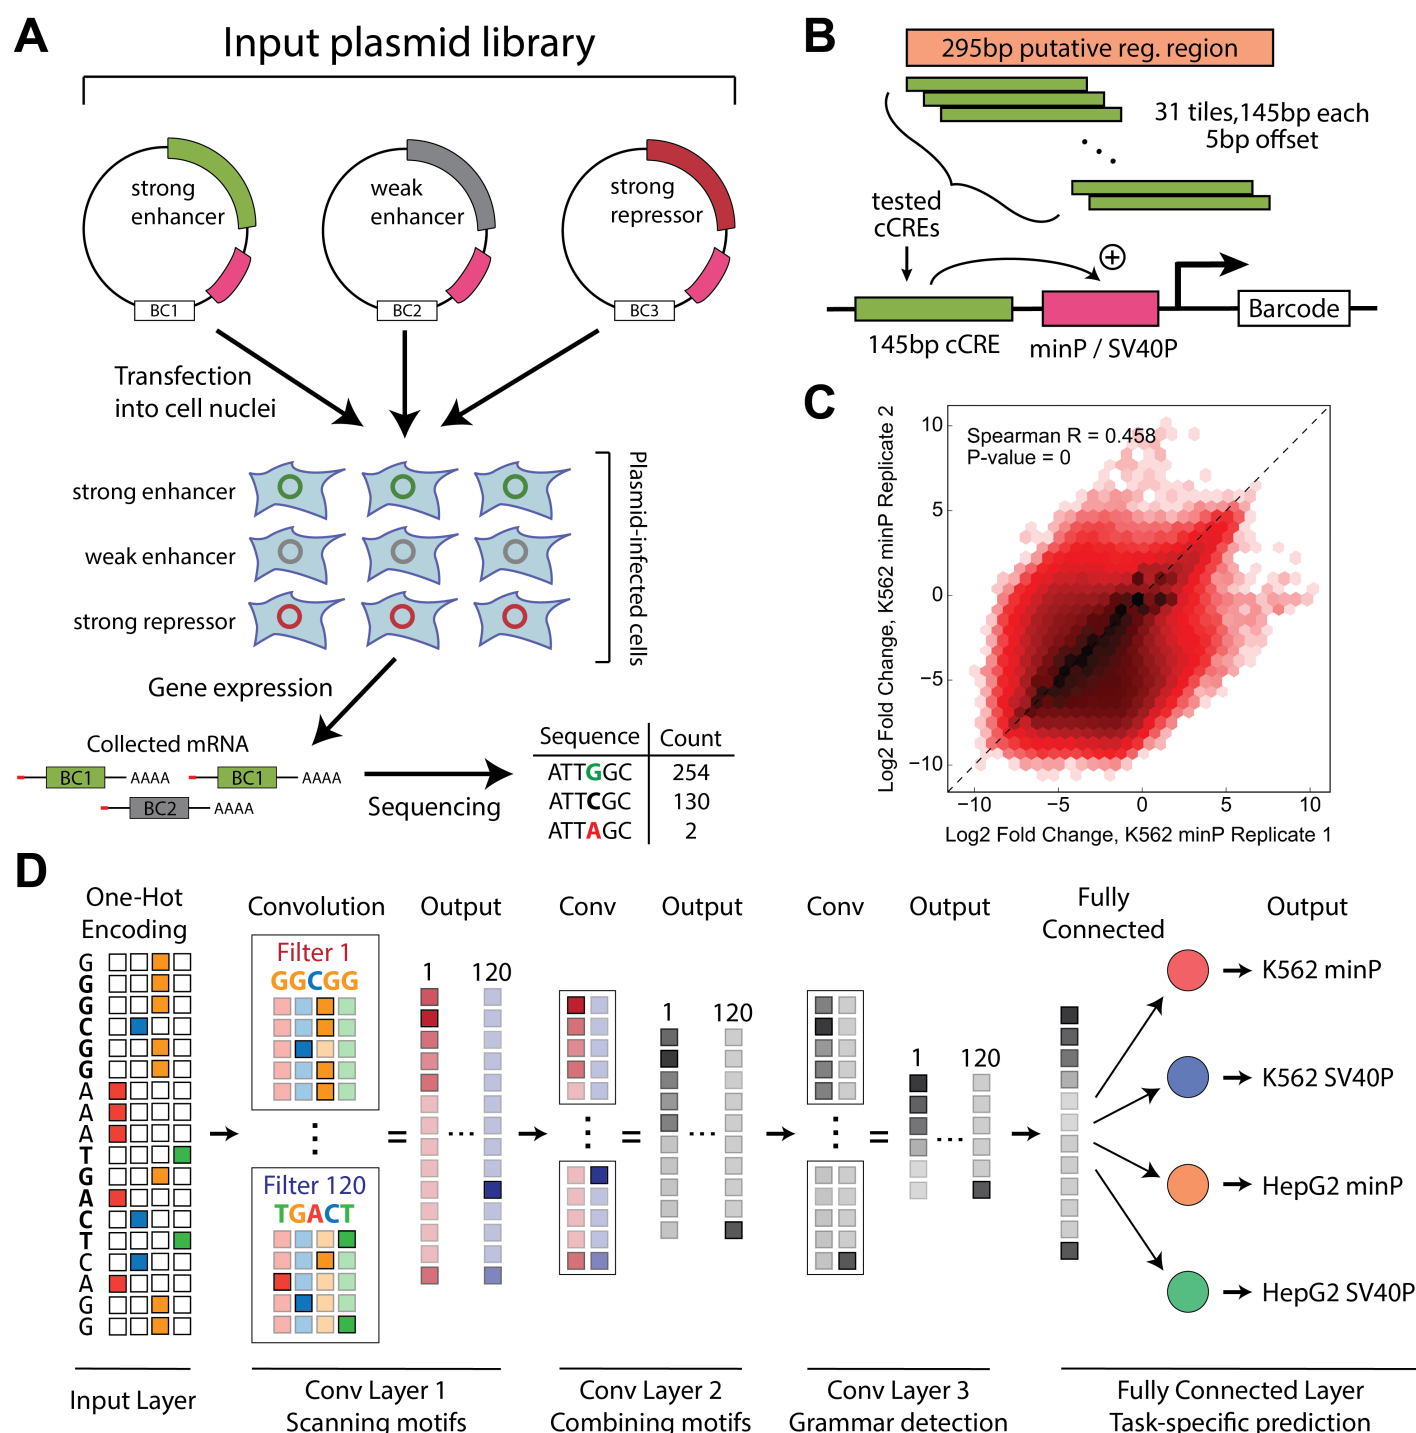 A
Input plasmid library
strong
enhancer
BC1
weak
enhancer
BC2
strong
repressor
BC3
Transfection
into cell nuclei
strong enhancer
weak enhancer
strong repressor
Plasmid-infected cells
Gene expression
Collected mRNA
BC1 AAAA
BC1 AAAA
BC2 AAAA
Sequencing
Sequence Count
ATTGGC 254
ATTCGC 130
ATTAGC 2
B
295bp putative reg. region
31 tiles,145bp each
5bp offset
tested
cCREs
+
145bp cCRE
minP / SV40P
Barcode
C
Spearman R = 0.458
P-value = 0
Log2 Fold Change, K562 minP Replicate 2
10
5
0
−5
−10
−10 −5 0 5 10
Log2 Fold Change, K562 minP Replicate 1
D
One-Hot
Encoding
G
G
G
C
G
G
A
A
A
T
G
A
C
T
C
A
G
G
Input Layer
Convolution
Filter 1
GGCGG
Filter 120
TGACT
=
Output
1 ... 120
Conv Layer 1
Scanning motifs
Conv
=
Output
1 ... 120
Conv Layer 2
Combining motifs
Conv
=
Output
1 ... 120
Conv Layer 3
Grammar detection
Fully
Connected
Output
K562 minP
K562 SV40P
HepG2 minP
HepG2 SV40P
Fully Connected Layer
Task-specific prediction